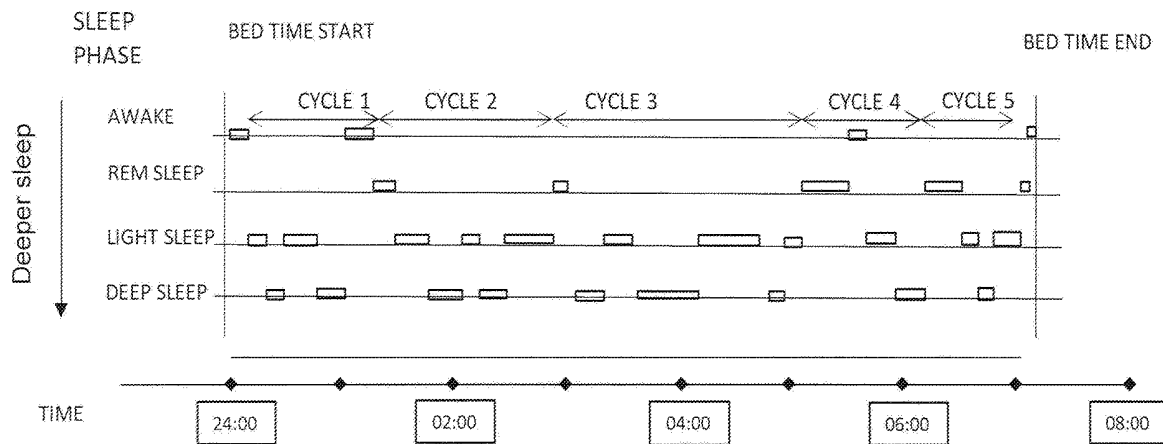 SLEEP
PHASE
BED TIME START
BED TIME END
CYCLE 1
CYCLE 2
CYCLE 3
CYCLE 4
CYCLE 5
AWAKE
REM SLEEP
LIGHT SLEEP
DEEP SLEEP
Deeper sleep
TIME
24:00
02:00
04:00
06:00
08:00